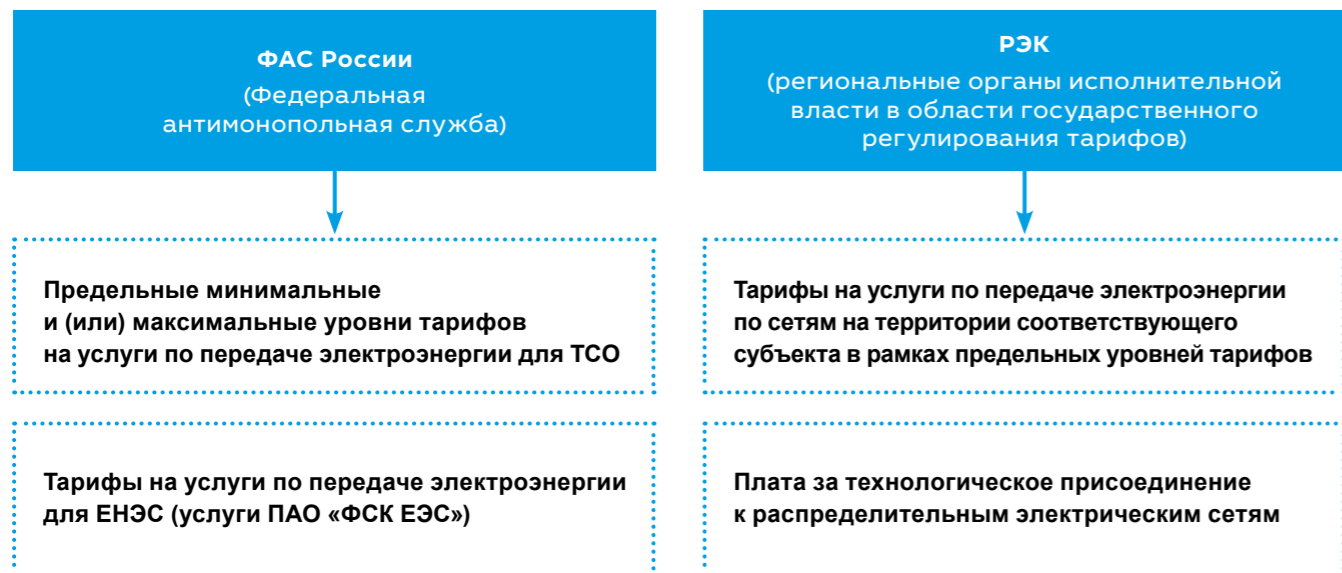 ФАС России
(Федеральная
антимонопольная служба)
РЭК
(региональные органы исполнительной
власти в области государственного
регулирования тарифов)
Предельные минимальные
и (или) максимальные уровни тарифов
на услуги по передаче электроэнергии для ТСО
Тарифы на услуги по передаче электроэнергии
по сетям на территории соответствующего
субъекта в рамках предельных уровней тарифов
Тарифы на услуги по передаче электроэнергии
для ЕНЭС (услуги ПАО «ФСК ЕЭС»)
Плата за технологическое присоединение
к распределительным электрическим сетям